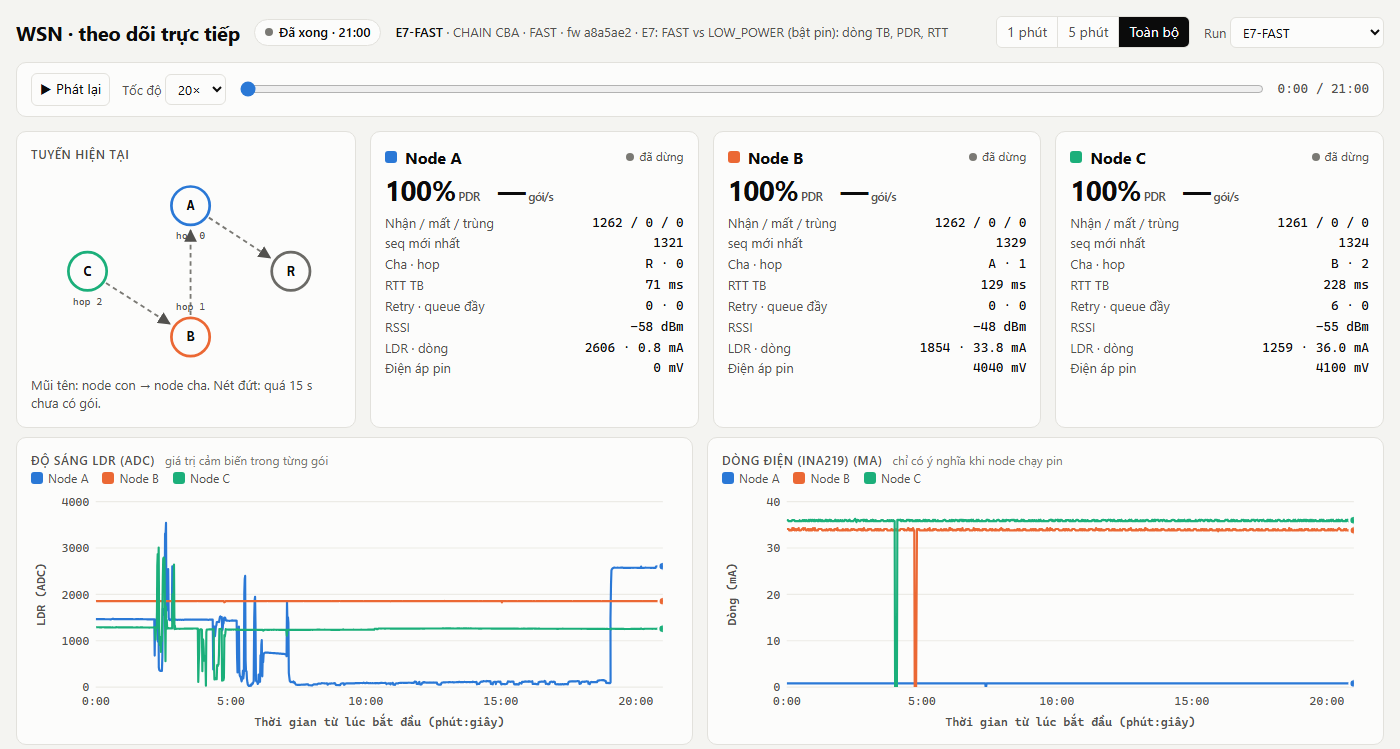 WSN · theo dõi trực tiếp
Đã xong · 21:00
E7-FAST · CHAIN CBA · FAST · fw a8a5ae2 · E7: FAST vs LOW_POWER (bật pin): dòng TB, PDR, RTT
1 phút
5 phút
Toàn bộ
Run
E7-FAST
▶ Phát lại
Tốc độ
20×
0:00 / 21:00
TUYẾN HIỆN TẠI
A
hop 0
C
hop 2
R
hop 1
B
Mũi tên: node con → node cha. Nét đứt: quá 15 s
chưa có gói.
Node A
đã dừng
100% PDR
— gói/s
Nhận / mất / trùng 1262 / 0 / 0
seq mới nhất 1321
Cha · hop R · 0
RTT TB 71 ms
Retry · queue đầy 0 · 0
RSSI −58 dBm
LDR · dòng 2606 · 0.8 mA
Điện áp pin 0 mV
Node B
đã dừng
100% PDR
— gói/s
Nhận / mất / trùng 1262 / 0 / 0
seq mới nhất 1329
Cha · hop A · 1
RTT TB 129 ms
Retry · queue đầy 0 · 0
RSSI −48 dBm
LDR · dòng 1854 · 33.8 mA
Điện áp pin 4040 mV
Node C
đã dừng
100% PDR
— gói/s
Nhận / mất / trùng 1261 / 0 / 0
seq mới nhất 1324
Cha · hop B · 2
RTT TB 228 ms
Retry · queue đầy 6 · 0
RSSI −55 dBm
LDR · dòng 1259 · 36.0 mA
Điện áp pin 4100 mV
ĐỘ SÁNG LDR (ADC) giá trị cảm biến trong từng gói
Node A Node B Node C
4000
3000
2000
1000
0
LDR (ADC)
0:00 5:00 10:00 15:00 20:00
Thời gian từ lúc bắt đầu (phút:giây)
DÒNG ĐIỆN (INA219) (MA) chỉ có ý nghĩa khi node chạy pin
Node A Node B Node C
40
30
20
10
0
Dòng (mA)
0:00 5:00 10:00 15:00 20:00
Thời gian từ lúc bắt đầu (phút:giây)